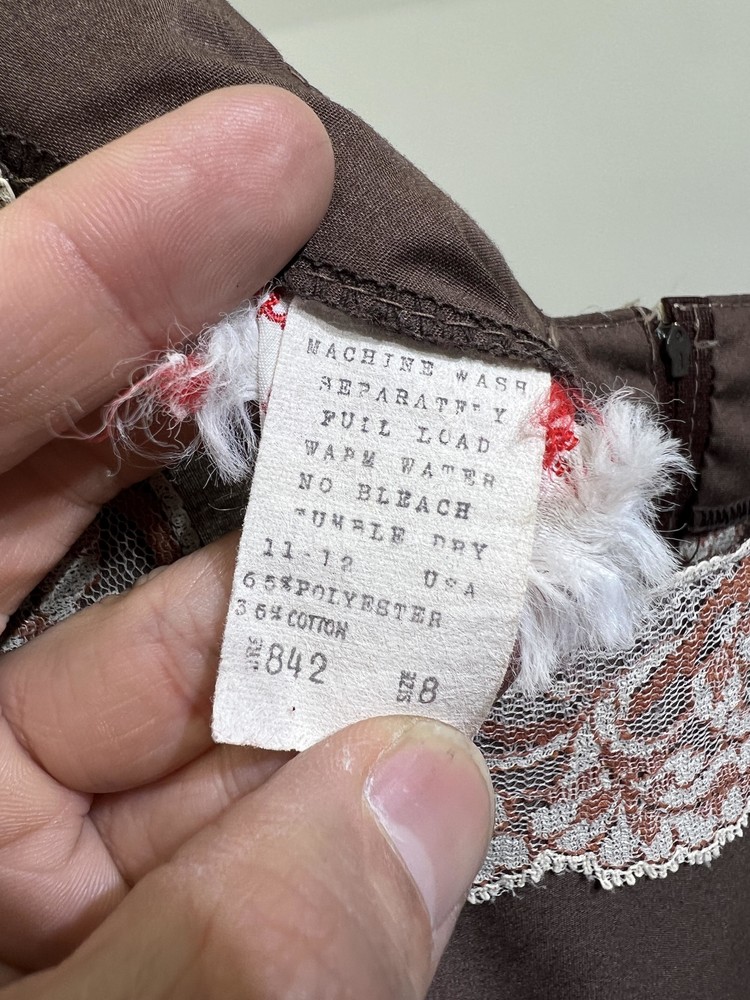 MACHINE WASH
SEPARATELY
FULL LOAD
WARM WATER
NO BLEACH
TUMBLE DRY
11-12 USA
65%POLYESTER
35%COTTON
842 SIZE 8